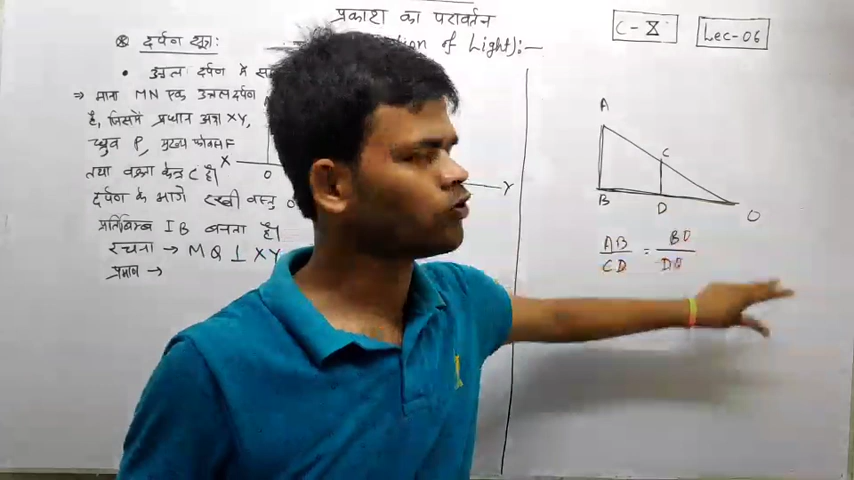 प्रकाश का परावर्तन
of Light):—
C-X
Lec-06
दर्पण सूत्र:
• उत्तल दर्पण में
⇒ माना MN एक उत्तल दर्पण
है, जिसमें प्रधान अक्ष XY,
ध्रुव P, मुख्य फोकस F
तथा वक्रता केन्द्र C है।
दर्पण के आगे रखी वस्तु O
प्रतिबिम्ब IB बनता है।
रचना → MQ ⊥ XY
प्रमाण →
X
O
Y
A
C
B
D
O
AB/CD = BO/DO